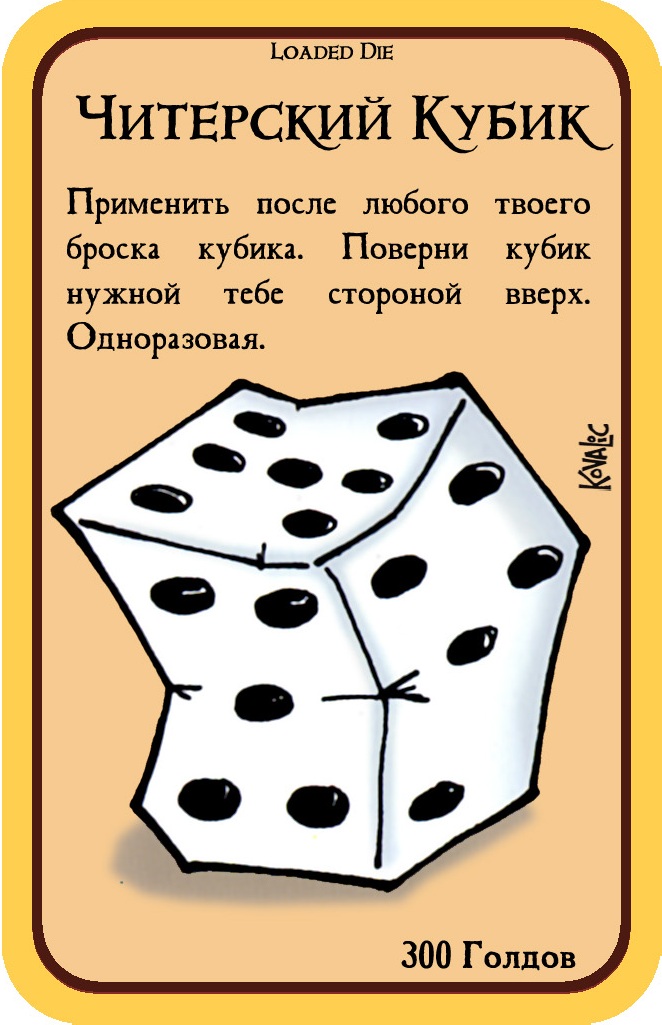 Loaded Die
Читерский Кубик
Применить после любого твоего
броска кубика. Поверни кубик
нужной тебе стороной вверх.
Одноразовая.
Kovalic
300 Голдов